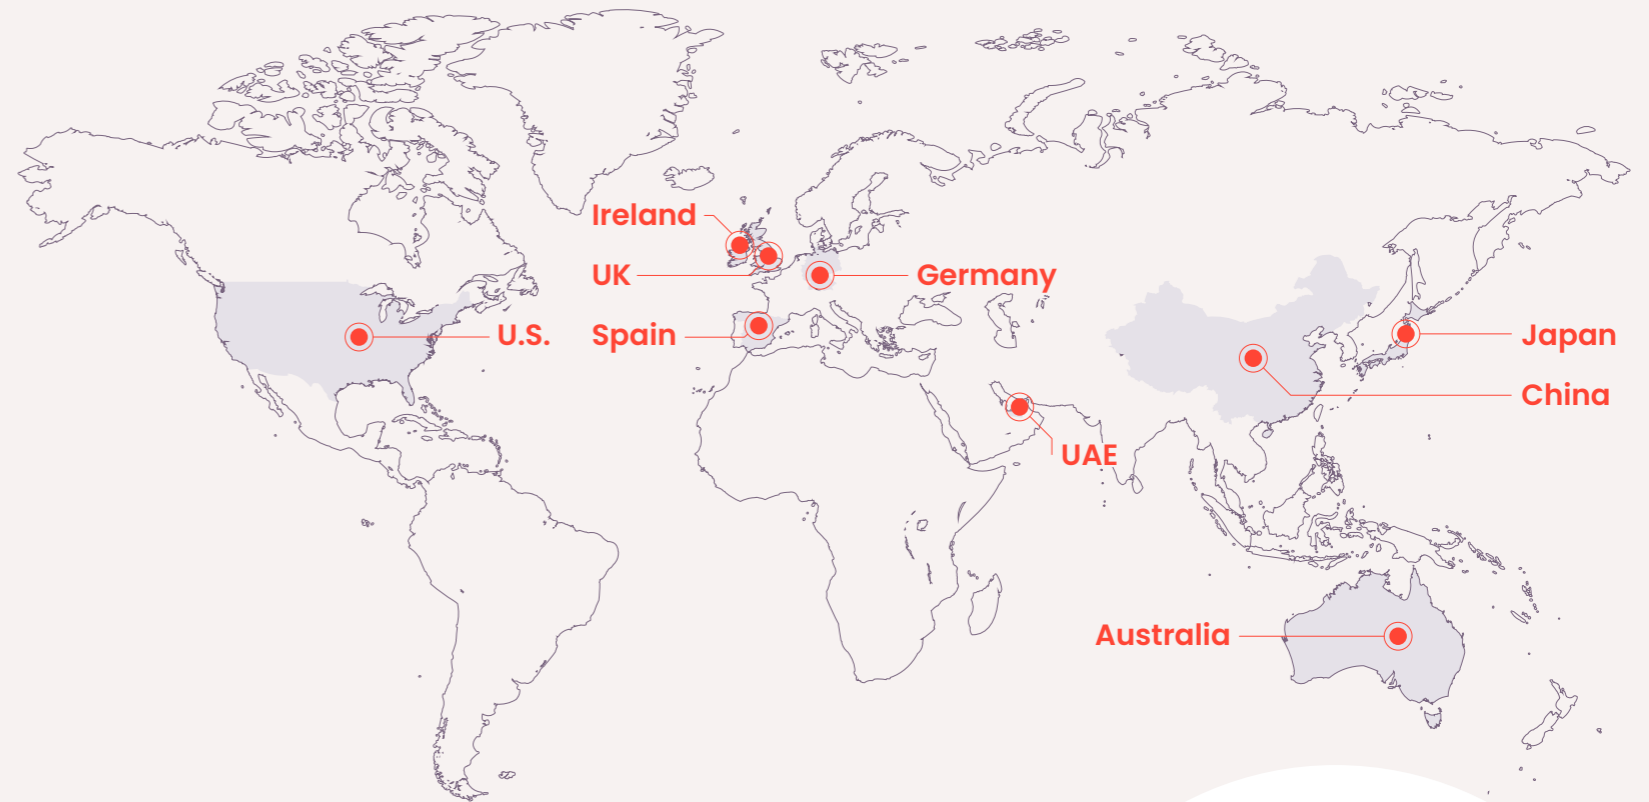 Ireland
UK
Germany
U.S.
Spain
Japan
China
UAE
Australia